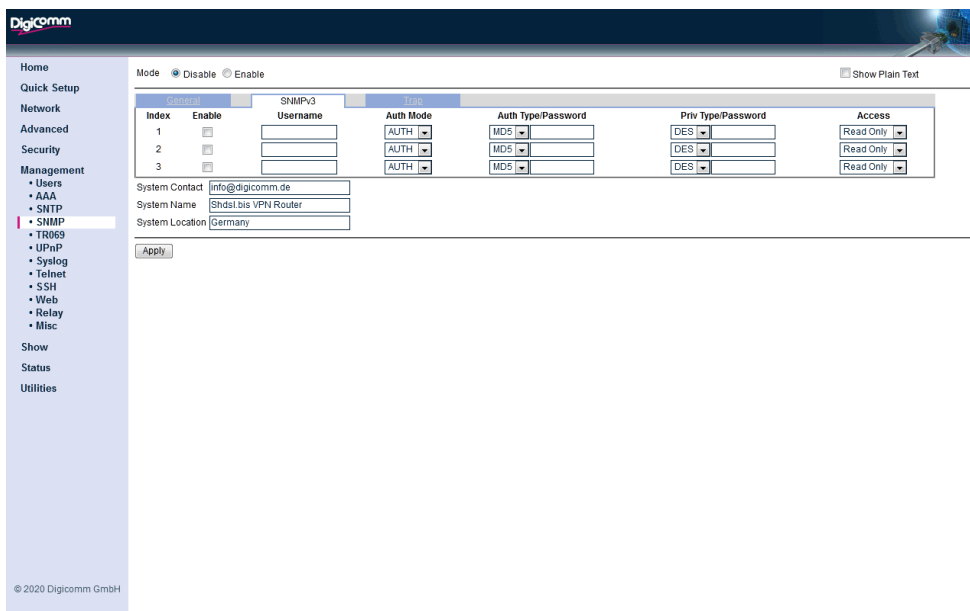 Digicomm
Home
Quick Setup
Network
Advanced
Security
Management
• Users
• AAA
• SNTP
• SNMP
• TR069
• UPnP
• Syslog
• Telnet
• SSH
• Web
• Relay
• Misc
Show
Status
Utilities
© 2020 Digicomm GmbH
Mode Disable Enable Show Plain Text
General SNMPv3 Trap
Index Enable Username Auth Mode Auth Type/Password Priv Type/Password Access
1 AUTH MD5 DES Read Only
2 AUTH MD5 DES Read Only
3 AUTH MD5 DES Read Only
System Contact info@digicomm.de
System Name Shdsl.bis VPN Router
System Location Germany
Apply